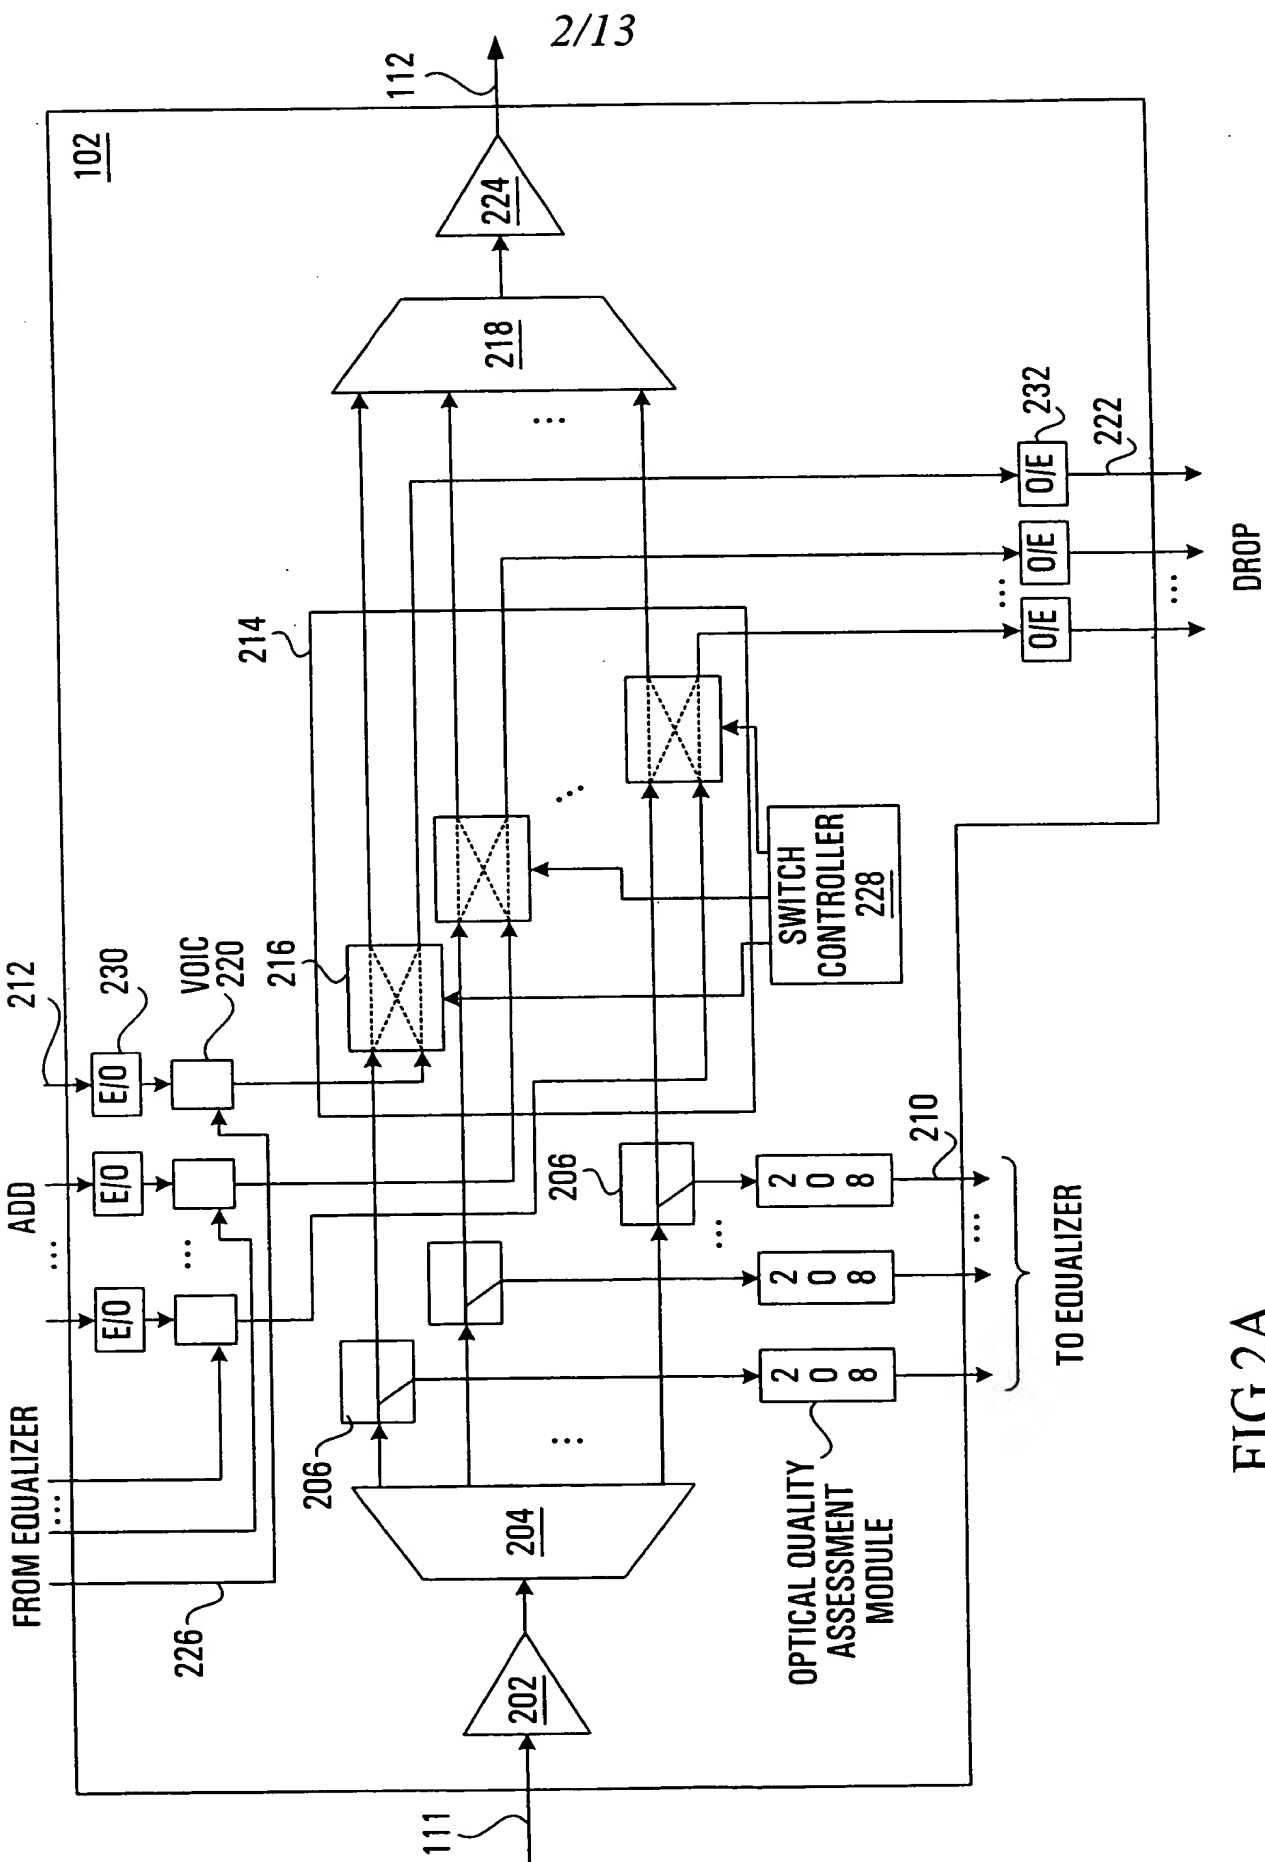 2/13
102
112
224
218
214
212
ADD
...
E/O
E/O
E/O
230
VOIC
220
...
216
...
...
FROM EQUALIZER
...
226
206
206
...
...
204
202
111
SWITCH
CONTROLLER
228
O/E
O/E
O/E
232
222
...
...
DROP
208
208
208
210
...
TO EQUALIZER
OPTICAL QUALITY
ASSESSMENT
MODULE
FIG.2A